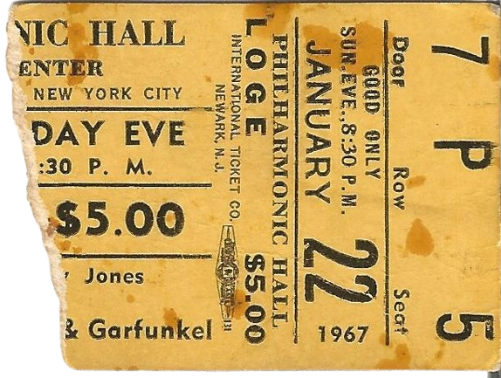 NIC HALL
ENTER
NEW YORK CITY
DAY EVE
:30 P. M.
$5.00
Jones
& Garfunkel
LOGE $5.00
INTERNATIONAL TICKET CO.
NEWARK, N.J.
PHILHARMONIC HALL
JANUARY 22
SUN. EVE., 8:30 P.M.
GOOD ONLY
1967
Door Row Seat
7 P 5